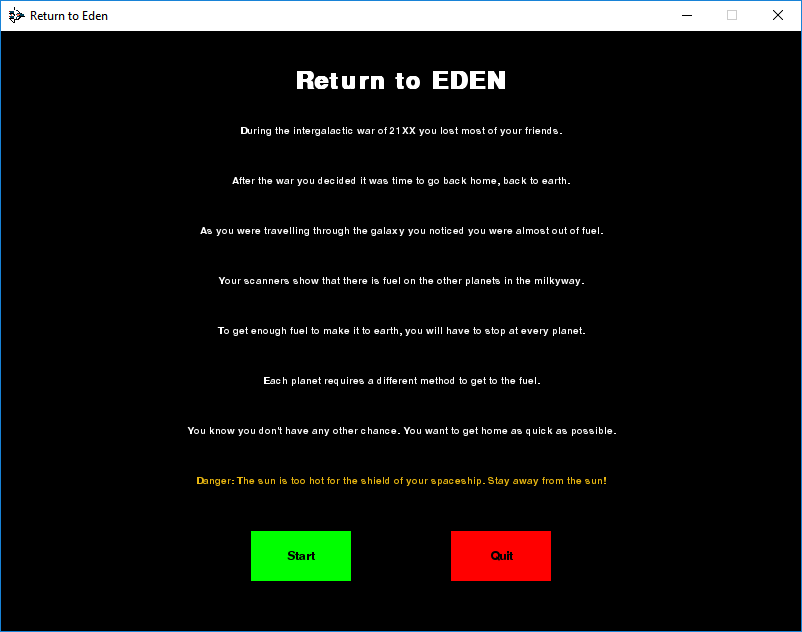 Return to Eden
Return to EDEN
During the intergalactic war of 21XX you lost most of your friends.
After the war you decided it was time to go back home, back to earth.
As you were travelling through the galaxy you noticed you were almost out of fuel.
Your scanners show that there is fuel on the other planets in the milkyway.
To get enough fuel to make it to earth, you will have to stop at every planet.
Each planet requires a different method to get to the fuel.
You know you don't have any other chance. You want to get home as quick as possible.
Danger: The sun is too hot for the shield of your spaceship. Stay away from the sun!
Start
Quit